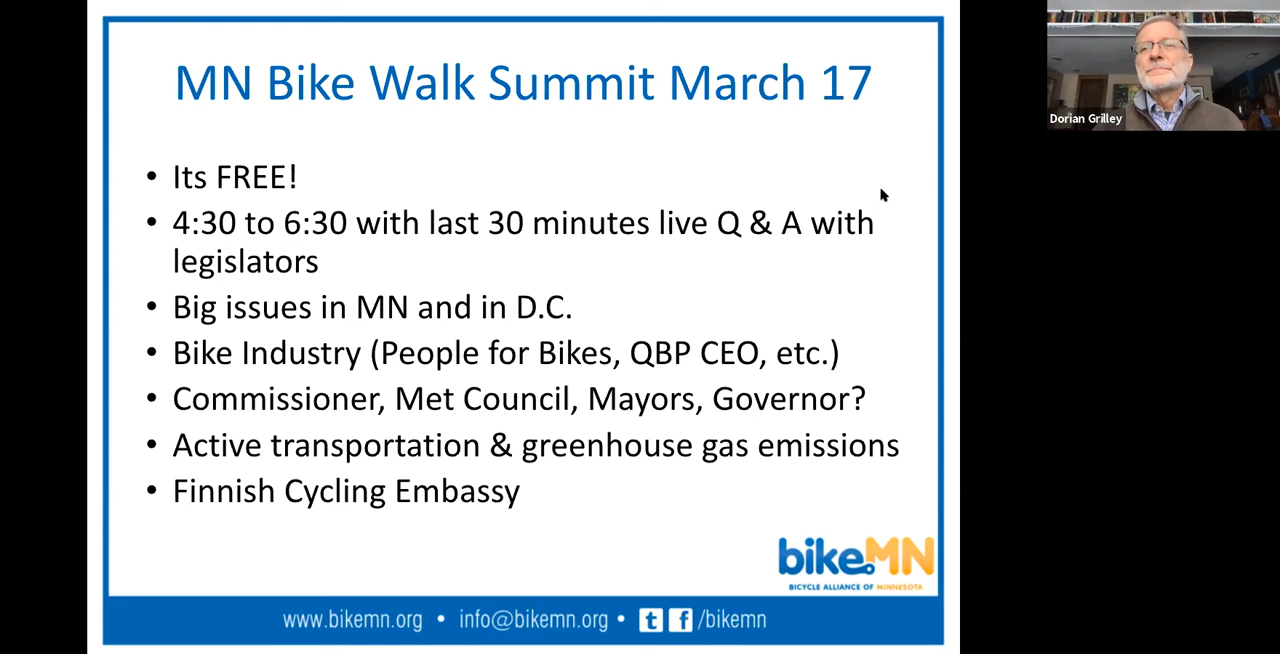 MN Bike Walk Summit March 17
• Its FREE!
• 4:30 to 6:30 with last 30 minutes live Q & A with
legislators
• Big issues in MN and in D.C.
• Bike Industry (People for Bikes, QBP CEO, etc.)
• Commissioner, Met Council, Mayors, Governor?
• Active transportation & greenhouse gas emissions
• Finnish Cycling Embassy
bikeMN
BICYCLE ALLIANCE OF MINNESOTA
www.bikemn.org • info@bikemn.org • t f /bikemn
Dorian Grilley